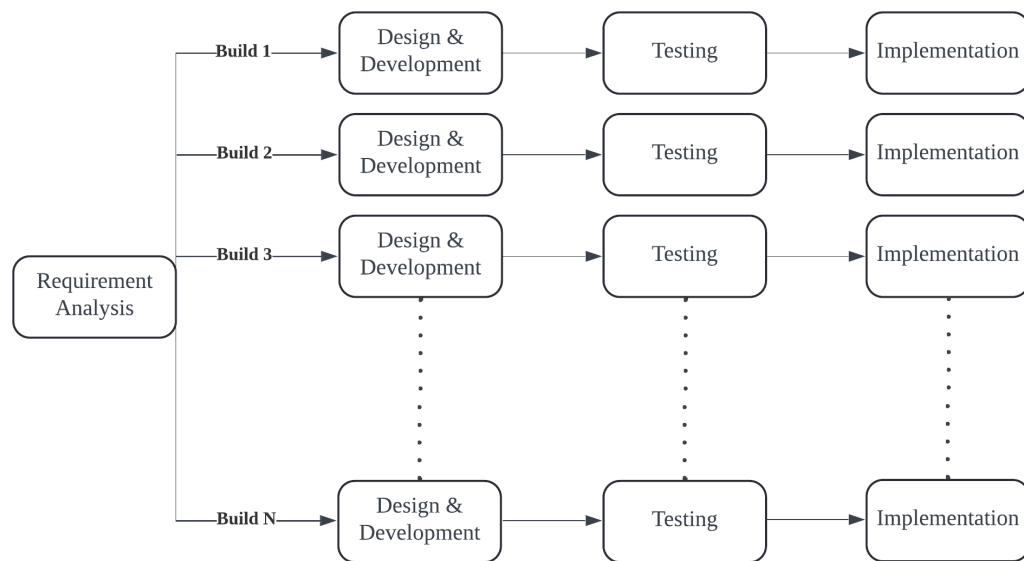 Build 1
Design &
Development
Testing
Implementation
Build 2
Design &
Development
Testing
Implementation
Build 3
Design &
Development
Testing
Implementation
Requirement
Analysis
Build N
Design &
Development
Testing
Implementation